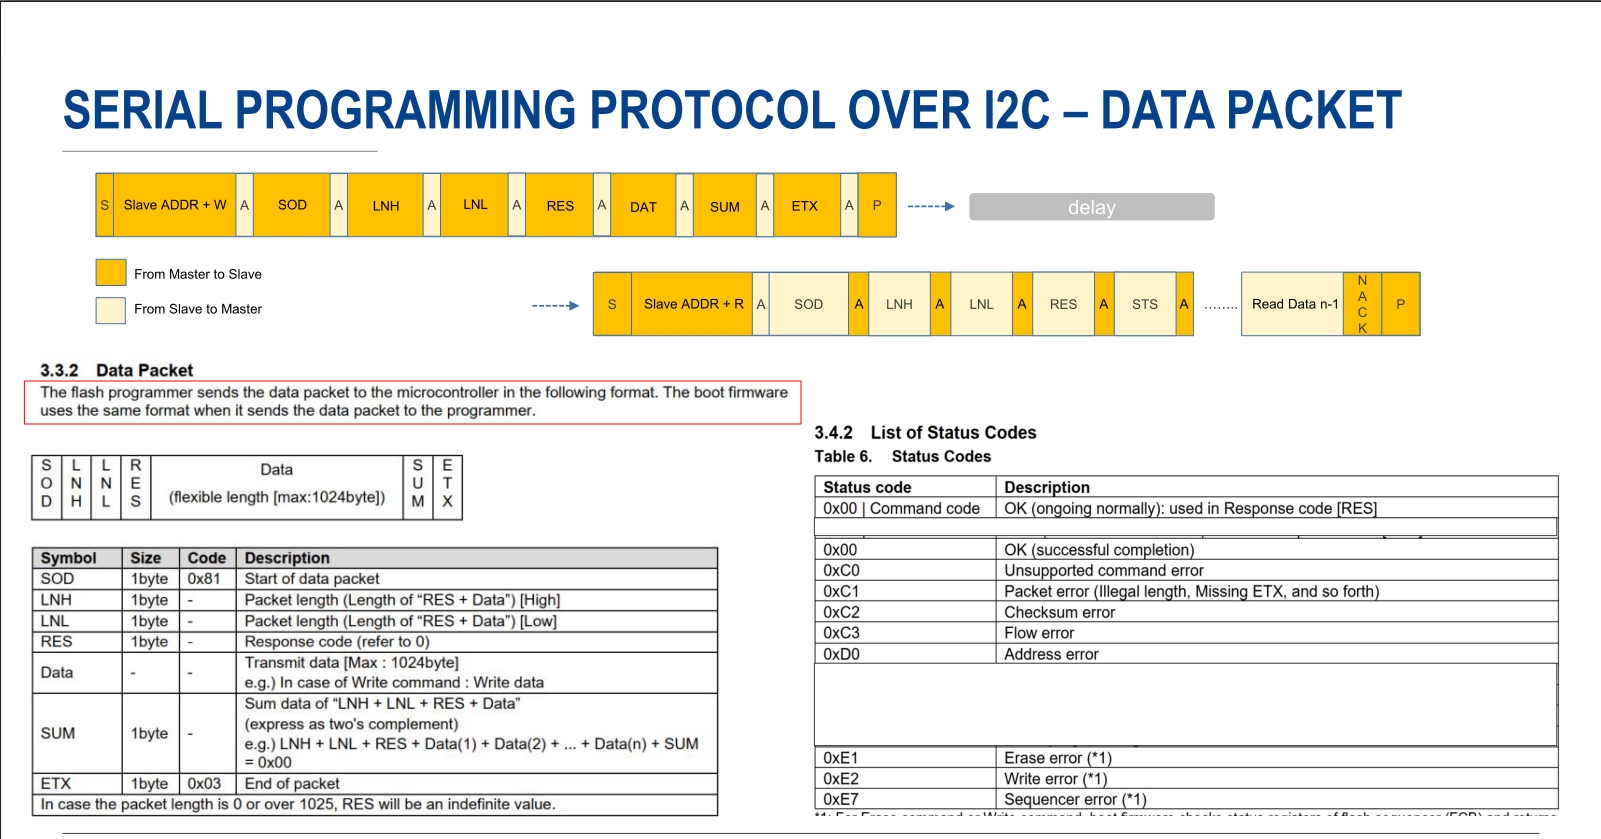 SERIAL PROGRAMMING PROTOCOL OVER I2C – DATA PACKET
S Slave ADDR + W A SOD A LNH A LNL A RES A DAT A SUM A ETX A P delay
From Master to Slave
From Slave to Master
S Slave ADDR + R A SOD A LNH A LNL A RES A STS A ........ Read Data n-1 NACK P
3.3.2 Data Packet
The flash programmer sends the data packet to the microcontroller in the following format. The boot firmware
uses the same format when it sends the data packet to the programmer.
SOD LNH LNL RES Data SUM ETX
(flexible length [max:1024byte])
Symbol Size Code Description
SOD 1byte 0x81 Start of data packet
LNH 1byte - Packet length (Length of “RES + Data”) [High]
LNL 1byte - Packet length (Length of “RES + Data”) [Low]
RES 1byte - Response code (refer to 0)
Data - - Transmit data [Max : 1024byte]
e.g.) In case of Write command : Write data
SUM 1byte - Sum data of “LNH + LNL + RES + Data”
(express as two's complement)
e.g.) LNH + LNL + RES + Data(1) + Data(2) + ... + Data(n) + SUM
= 0x00
ETX 1byte 0x03 End of packet
In case the packet length is 0 or over 1025, RES will be an indefinite value.
3.4.2 List of Status Codes
Table 6. Status Codes
Status code Description
0x00 | Command code OK (ongoing normally): used in Response code [RES]
0x00 OK (successful completion)
0xC0 Unsupported command error
0xC1 Packet error (Illegal length, Missing ETX, and so forth)
0xC2 Checksum error
0xC3 Flow error
0xD0 Address error
0xE1 Erase error (*1)
0xE2 Write error (*1)
0xE7 Sequencer error (*1)